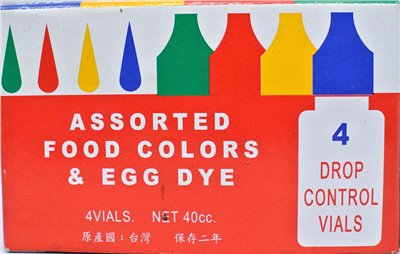 ASSORTED
FOOD COLORS
& EGG DYE
4VIALS. NET 40cc.
原產國：台灣 保存二年
4
DROP
CONTROL
VIALS